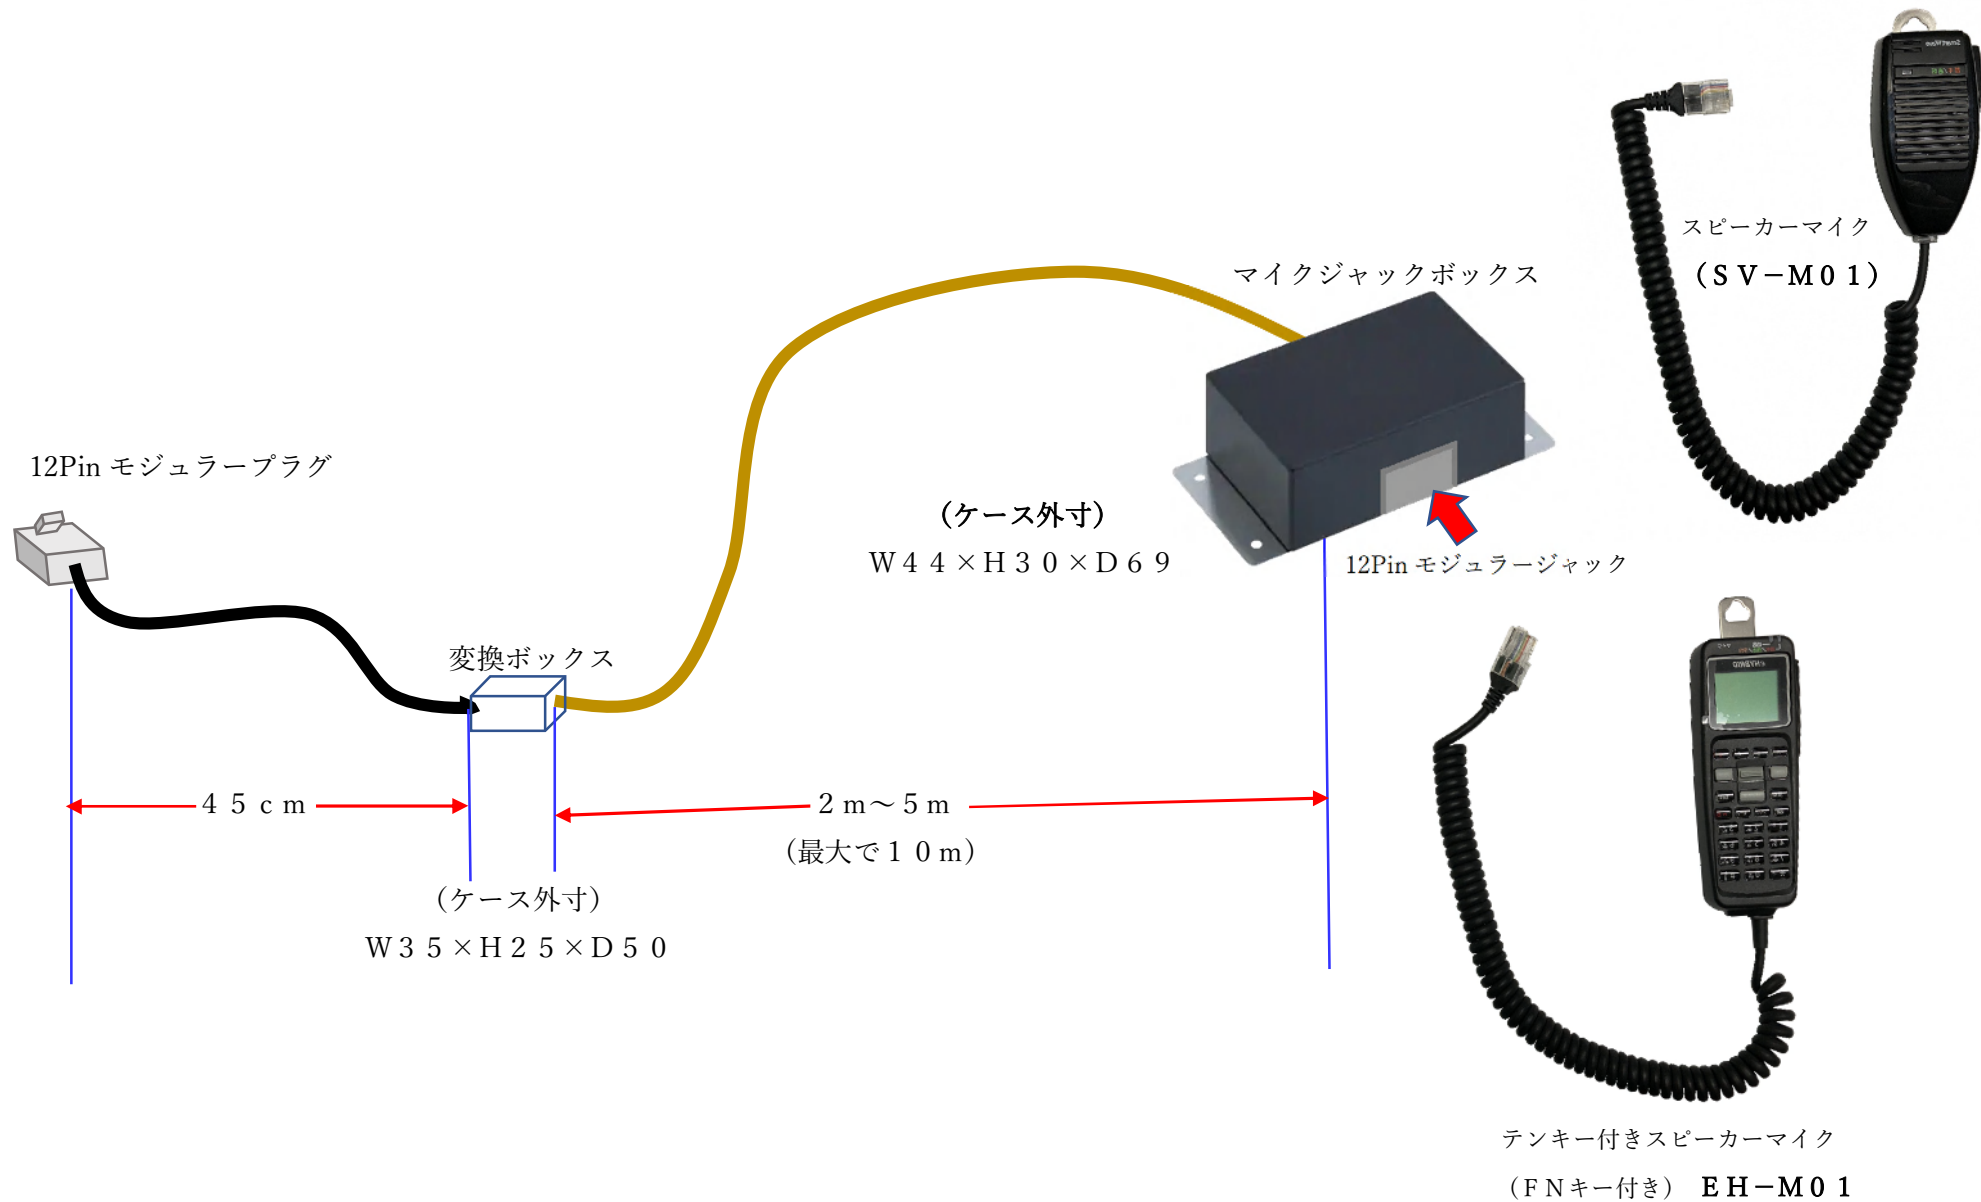 スピーカーマイク
（ＳＶ－Ｍ０１）
マイクジャックボックス
12Pin モジュラープラグ
（ケース外寸）
Ｗ４４×Ｈ３０×Ｄ６９
12Pin モジュラージャック
変換ボックス
４５ｃｍ
２ｍ～５ｍ
（最大で１０ｍ）
（ケース外寸）
Ｗ３５×Ｈ２５×Ｄ５０
テンキー付きスピーカーマイク
（ＦＮキー付き） ＥＨ－Ｍ０１